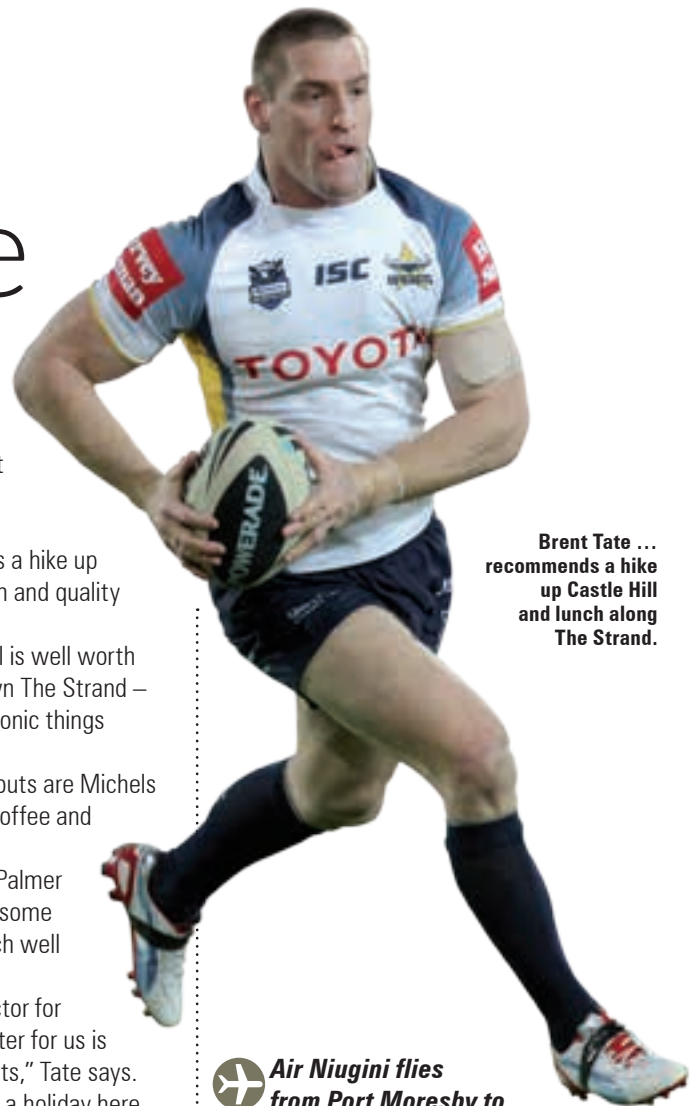 e
t
s a hike up
n and quality
l is well worth
wn The Strand –
onic things
outs are Michels
offee and
Palmer
some
ch well
ctor for
ter for us is
ts,” Tate says.
a holiday here
ISC
TOYOT
OWERADE
Brent Tate ...
recommends a hike
up Castle Hill
and lunch along
The Strand.
Air Niugini flies
from Port Moresby to